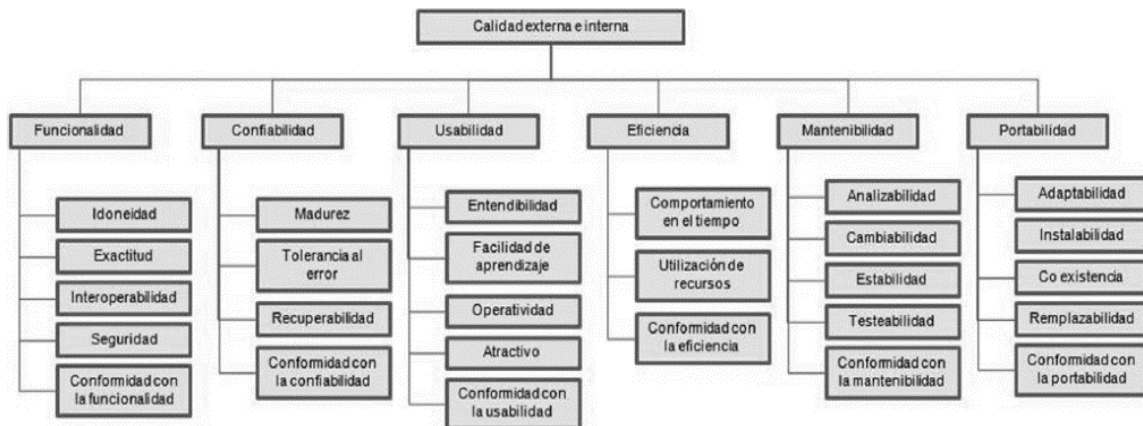 Calidad externa e interna
Funcionalidad
Confiabilidad
Usabilidad
Eficiencia
Mantenibilidad
Portabilidad
Idoneidad
Exactitud
Interoperabilidad
Seguridad
Conformidad con
la funcionalidad
Madurez
Tolerancia al
error
Recuperabilidad
Conformidad con
la confiabilidad
Entendibilidad
Facilidad de
aprendizaje
Operatividad
Atractivo
Conformidad con
la usabilidad
Comportamiento
en el tiempo
Utilización de
recursos
Conformidad con
la eficiencia
Analizabilidad
Cambiabilidad
Estabilidad
Testeabilidad
Conformidad con
la mantenibilidad
Adaptabilidad
Instalabilidad
Co existencia
Remplazabilidad
Conformidad con
la portabilidad